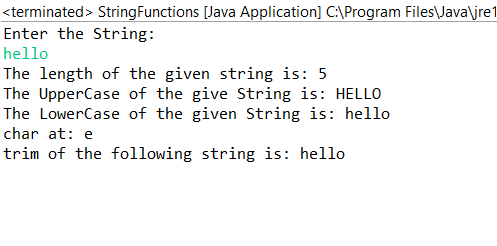 <terminated> StringFunctions [Java Application] C:\Program Files\Java\jre1
Enter the String:
hello
The length of the given string is: 5
The UpperCase of the give String is: HELLO
The LowerCase of the given String is: hello
char at: e
trim of the following string is: hello